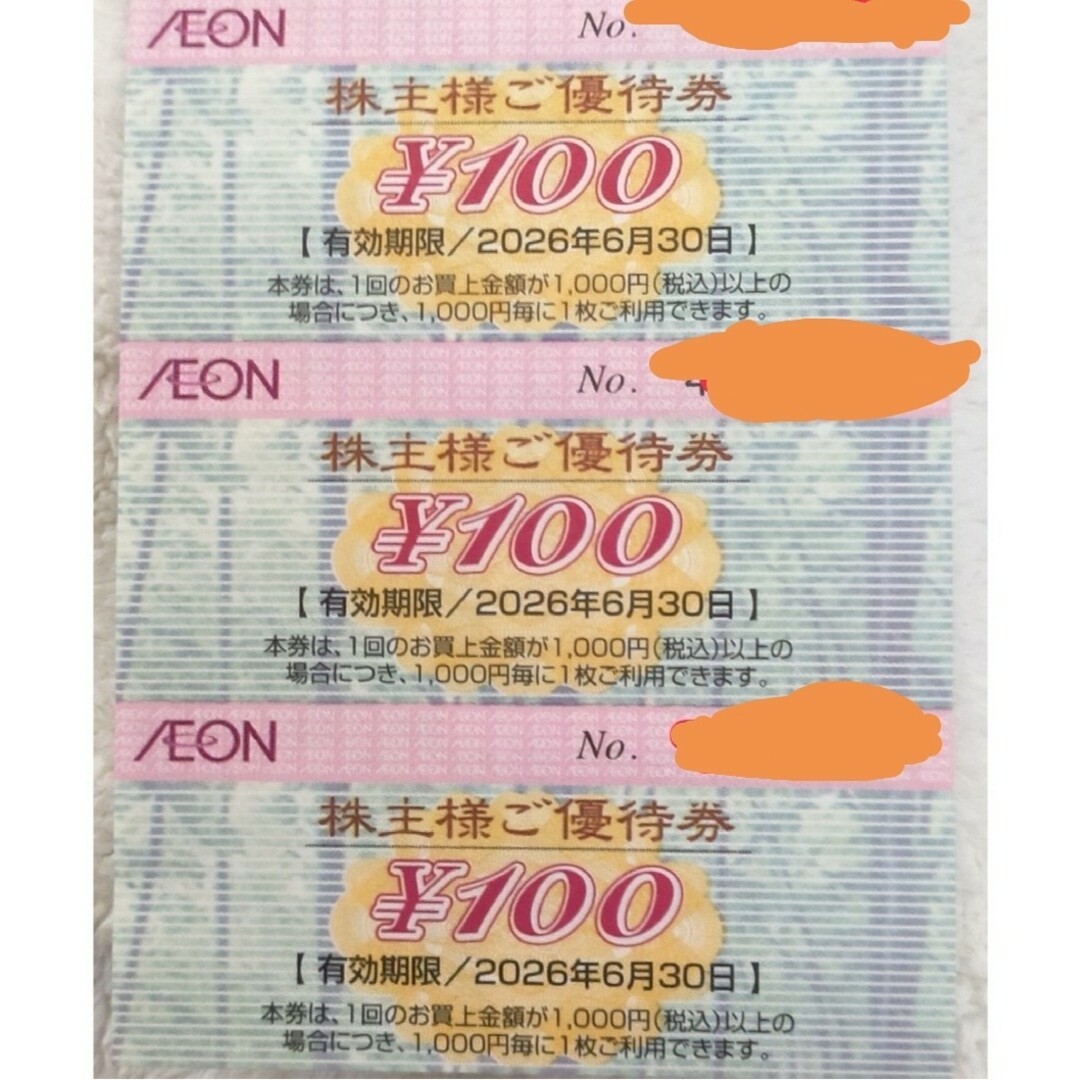 ÆON No.
株主様ご優待券
¥100
【有効期限/2026年6月30日】
本券は、1回のお買上金額が1,000円(税込)以上の
場合につき、1,000円毎に1枚ご利用できます。
ÆON No.
株主様ご優待券
¥100
【有効期限/2026年6月30日】
本券は、1回のお買上金額が1,000円(税込)以上の
場合につき、1,000円毎に1枚ご利用できます。
ÆON No.
株主様ご優待券
¥100
【有効期限/2026年6月30日】
本券は、1回のお買上金額が1,000円(税込)以上の
場合につき、1,000円毎に1枚ご利用できます。